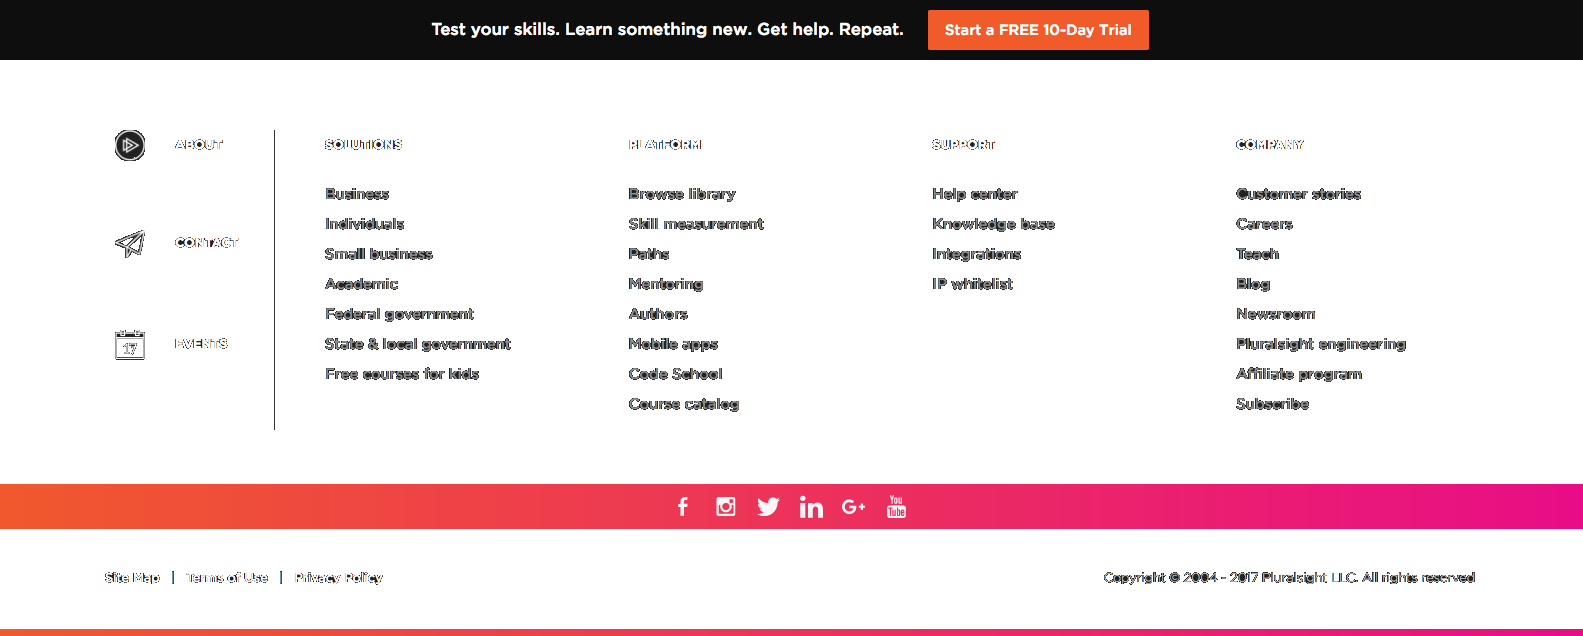 Test your skills. Learn something new. Get help. Repeat. Start a FREE 10-Day Trial
ABOUT
CONTACT
17
EVENTS
SOLUTIONS
Business
Individuals
Small business
Academic
Federal government
State & local government
Free courses for kids
PLATFORM
Browse library
Skill measurement
Paths
Mentoring
Authors
Mobile apps
Code School
Course catalog
SUPPORT
Help center
Knowledge base
Integrations
IP whitelist
COMPANY
Customer stories
Careers
Teach
Blog
Newsroom
Pluralsight engineering
Affiliate program
Subscribe
f in G+ You
Tube
Site Map | Terms of Use | Privacy Policy
Copyright © 2004 - 2017 Pluralsight LLC. All rights reserved